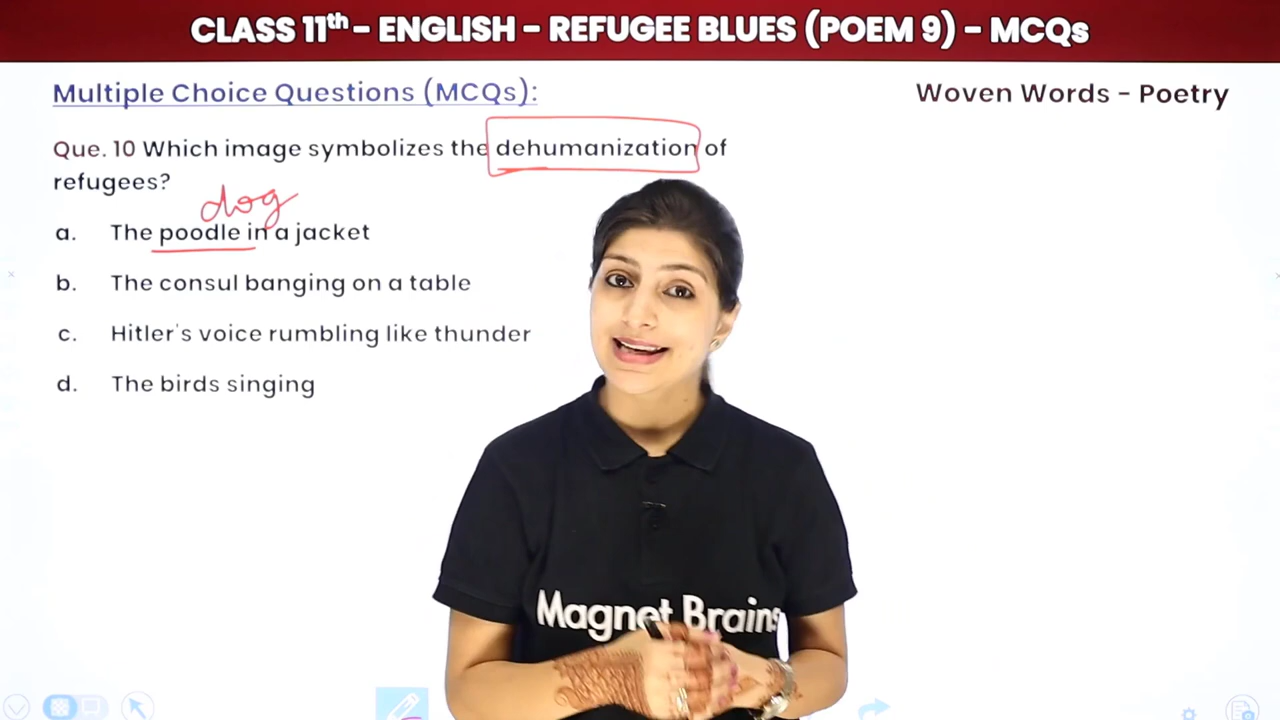 CLASS 11th - ENGLISH - REFUGEE BLUES (POEM 9) - MCQs
Multiple Choice Questions (MCQs):
Woven Words - Poetry
Que. 10 Which image symbolizes the dehumanization of
refugees?
dog
a. The poodle in a jacket
b. The consul banging on a table
c. Hitler's voice rumbling like thunder
d. The birds singing
Magnet Brains